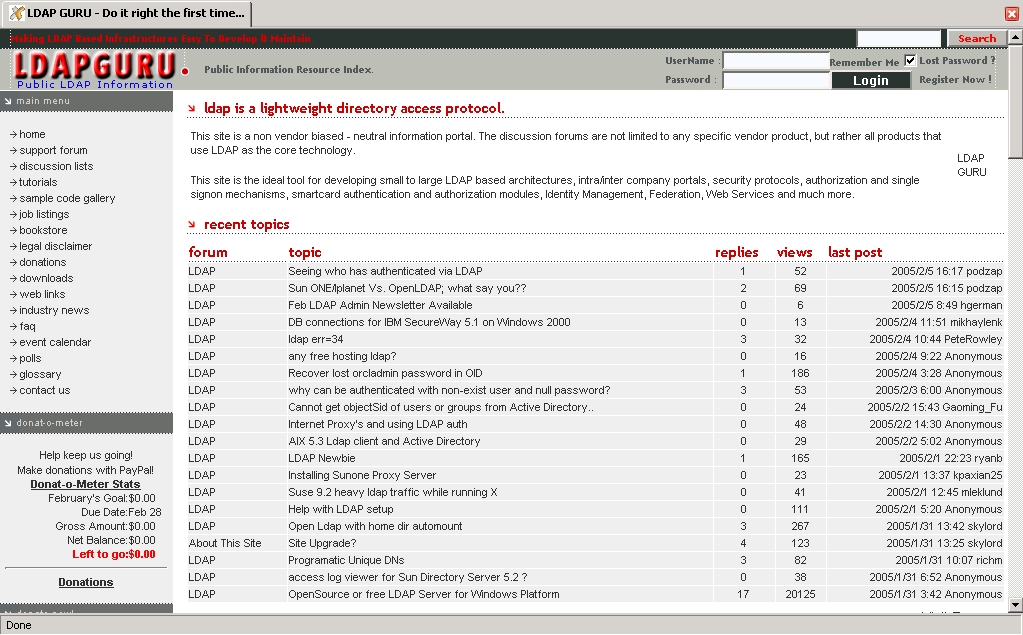 LDAP GURU - Do it right the first time...
Making LDAP Based Infrastructures Easy To Develop & Maintain
Search
LDAPGURU
Public LDAP Information
Public Information Resource Index.
UserName :
Remember Me
Lost Password ?
Password :
Login
Register Now !
main menu
home
support forum
discussion lists
tutorials
sample code gallery
job listings
bookstore
legal disclaimer
donations
downloads
web links
industry news
faq
event calendar
polls
glossary
contact us
donat-o-meter
Help keep us going!
Make donations with PayPal!
Donat-o-Meter Stats
February's Goal:$0.00
Due Date:Feb 28
Gross Amount:$0.00
Net Balance:$0.00
Left to go:$0.00
Donations
ldap is a lightweight directory access protocol.
This site is a non vendor biased - neutral information portal. The discussion forums are not limited to any specific vendor product, but rather all products that
use LDAP as the core technology.
This site is the ideal tool for developing small to large LDAP based architectures, intra/inter company portals, security protocols, authorization and single
signon mechanisms, smartcard authentication and authorization modules, Identity Management, Federation, Web Services and much more.
LDAP
GURU
recent topics
forum topic replies views last post
LDAP Seeing who has authenticated via LDAP 1 52 2005/2/5 16:17 podzap
LDAP Sun ONE/Iplanet Vs. OpenLDAP; what say you?? 2 69 2005/2/5 16:15 podzap
LDAP Feb LDAP Admin Newsletter Available 0 6 2005/2/5 8:49 hgerman
LDAP DB connections for IBM SecureWay 5.1 on Windows 2000 0 13 2005/2/4 11:51 mikhaylenk
LDAP ldap err=34 3 32 2005/2/4 10:44 PeteRowley
LDAP any free hosting ldap? 0 16 2005/2/4 9:22 Anonymous
LDAP Recover lost orcladmin password in OID 1 186 2005/2/4 3:28 Anonymous
LDAP why can be authenticated with non-exist user and null password? 3 53 2005/2/3 6:00 Anonymous
LDAP Cannot get objectSid of users or groups from Active Directory.. 0 24 2005/2/2 15:43 Gaoming_Fu
LDAP Internet Proxy's and using LDAP auth 0 48 2005/2/2 14:30 Anonymous
LDAP AIX 5.3 Ldap client and Active Directory 0 29 2005/2/2 5:02 Anonymous
LDAP LDAP Newbie 1 165 2005/2/1 22:23 ryanb
LDAP Installing Sunone Proxy Server 0 23 2005/2/1 13:37 kpaxian25
LDAP Suse 9.2 heavy ldap traffic while running X 0 41 2005/2/1 12:45 mleklund
LDAP Help with LDAP setup 0 111 2005/2/1 5:20 Anonymous
LDAP Open Ldap with home dir automount 3 267 2005/1/31 13:42 skylord
About This Site Site Upgrade? 4 123 2005/1/31 13:25 skylord
LDAP Programatic Unique DNs 3 82 2005/1/31 10:07 richm
LDAP access log viewer for Sun Directory Server 5.2 ? 0 38 2005/1/31 6:52 Anonymous
LDAP OpenSource or free LDAP Server for Windows Platform 17 20125 2005/1/31 3:42 Anonymous
Done